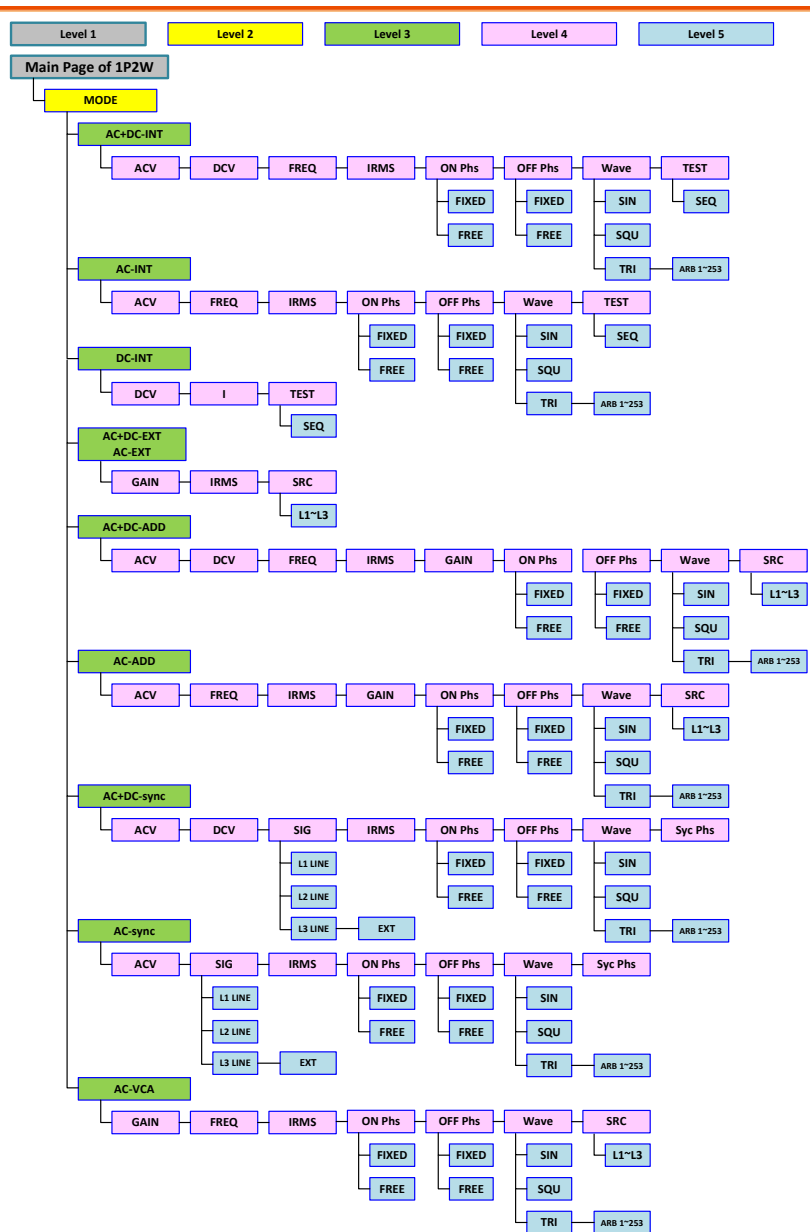 Level 1 Level 2 Level 3 Level 4 Level 5
Main Page of 1P2W
MODE
AC+DC-INT
ACV DCV FREQ IRMS ON Phs OFF Phs Wave TEST
FIXED FIXED SIN SEQ
FREE FREE SQU
TRI ARB 1~253
AC-INT
ACV FREQ IRMS ON Phs OFF Phs Wave TEST
FIXED FIXED SIN SEQ
FREE FREE SQU
TRI ARB 1~253
DC-INT
DCV I TEST
SEQ
AC+DC-EXT
AC-EXT
GAIN IRMS SRC
L1~L3
AC+DC-ADD
ACV DCV FREQ IRMS GAIN ON Phs OFF Phs Wave SRC
FIXED FIXED SIN L1~L3
FREE FREE SQU
TRI ARB 1~253
AC-ADD
ACV FREQ IRMS GAIN ON Phs OFF Phs Wave SRC
FIXED FIXED SIN L1~L3
FREE FREE SQU
TRI ARB 1~253
AC+DC-sync
ACV DCV SIG IRMS ON Phs OFF Phs Wave Syc Phs
L1 LINE FIXED FIXED SIN
L2 LINE FREE FREE SQU
L3 LINE EXT TRI ARB 1~253
AC-sync
ACV SIG IRMS ON Phs OFF Phs Wave Syc Phs
L1 LINE FIXED FIXED SIN
L2 LINE FREE FREE SQU
L3 LINE EXT TRI ARB 1~253
AC-VCA
GAIN FREQ IRMS ON Phs OFF Phs Wave SRC
FIXED FIXED SIN L1~L3
FREE FREE SQU
TRI ARB 1~253